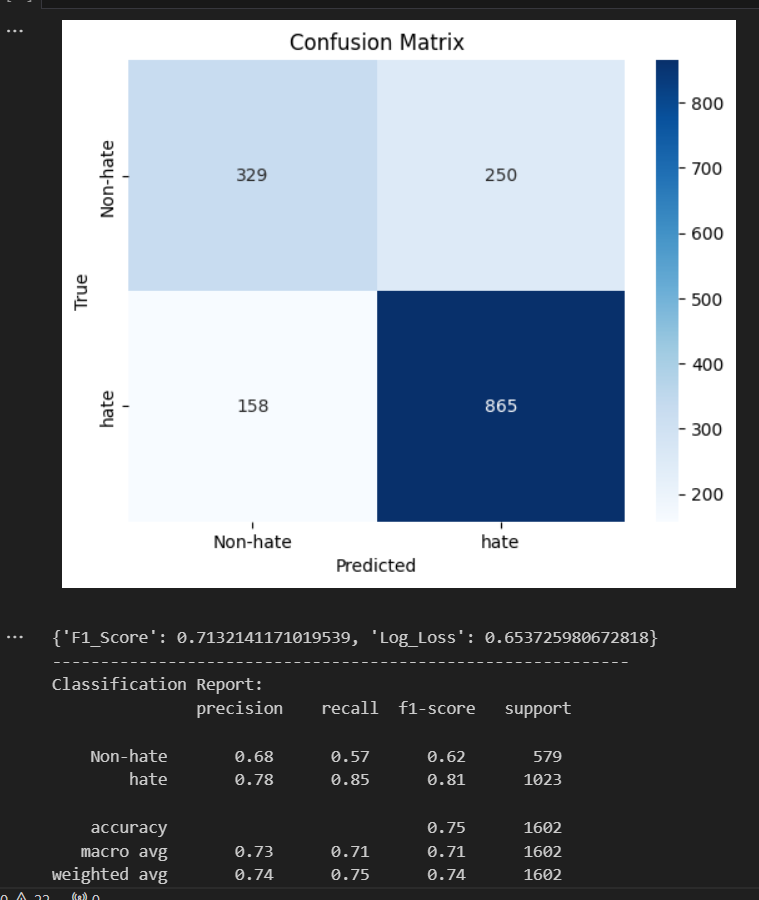 Confusion Matrix
Non-hate
329
250
800
700
600
500
400
300
200
True
hate
158
865
Non-hate
hate
Predicted
{'F1_Score': 0.7132141171019539, 'Log_Loss': 0.653725980672818}
------------------------------------------------------------
Classification Report:
precision recall f1-score support
Non-hate 0.68 0.57 0.62 579
hate 0.78 0.85 0.81 1023
accuracy 0.75 1602
macro avg 0.73 0.71 0.71 1602
weighted avg 0.74 0.75 0.74 1602